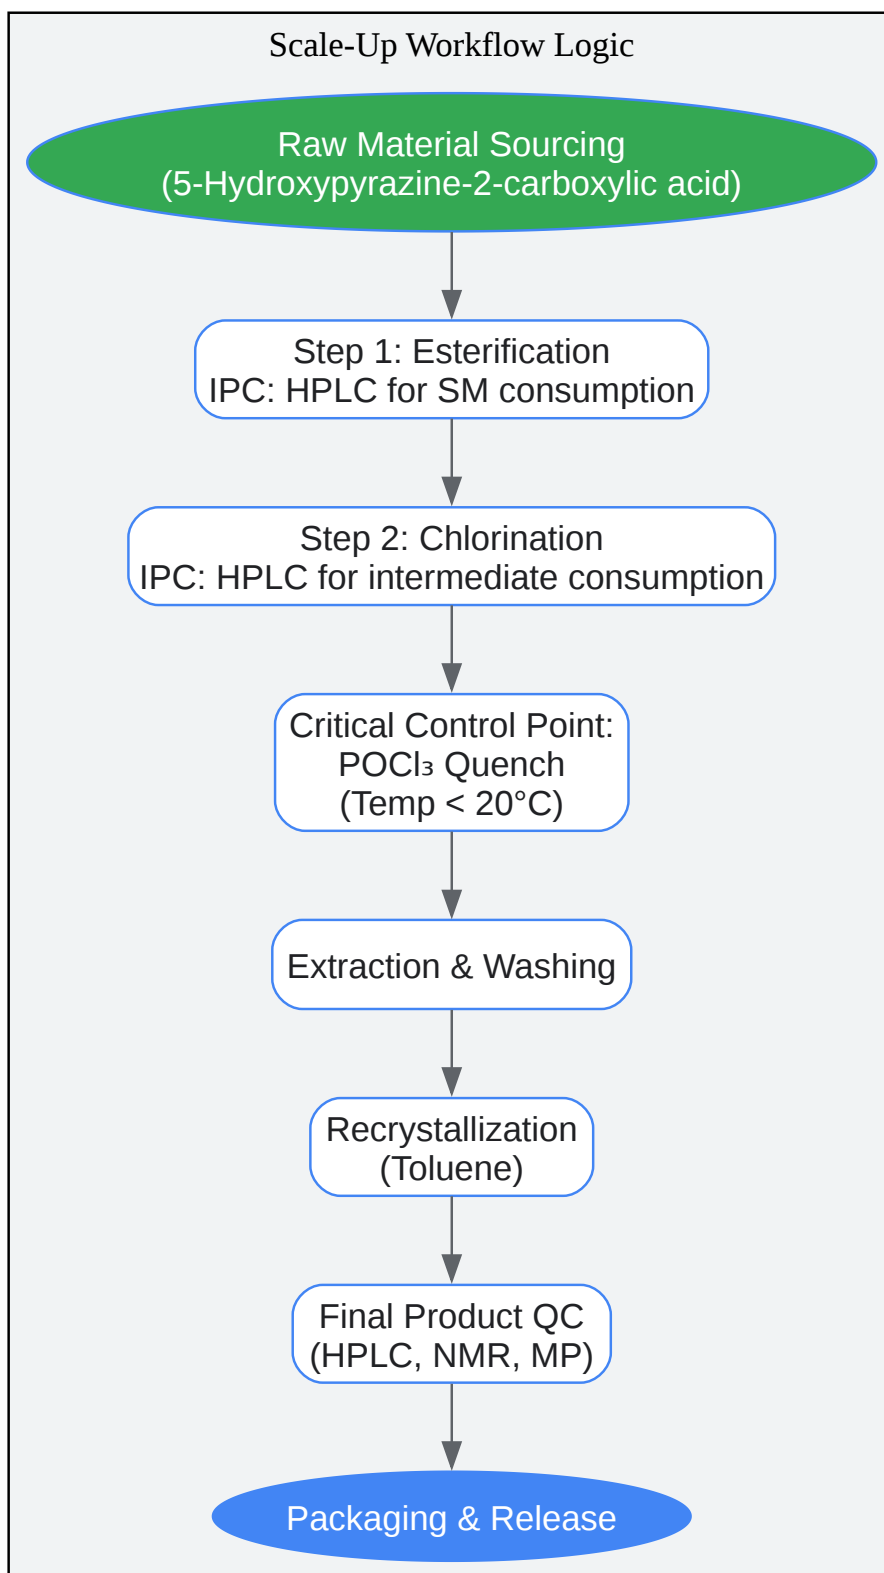 Scale-Up Workflow Logic
Raw Material Sourcing
(5-Hydroxypyrazine-2-carboxylic acid)
Step 1: Esterification
IPC: HPLC for SM consumption
Step 2: Chlorination
IPC: HPLC for intermediate consumption
Critical Control Point:
POCl₃ Quench
(Temp < 20°C)
Extraction & Washing
Recrystallization
(Toluene)
Final Product QC
(HPLC, NMR, MP)
Packaging & Release